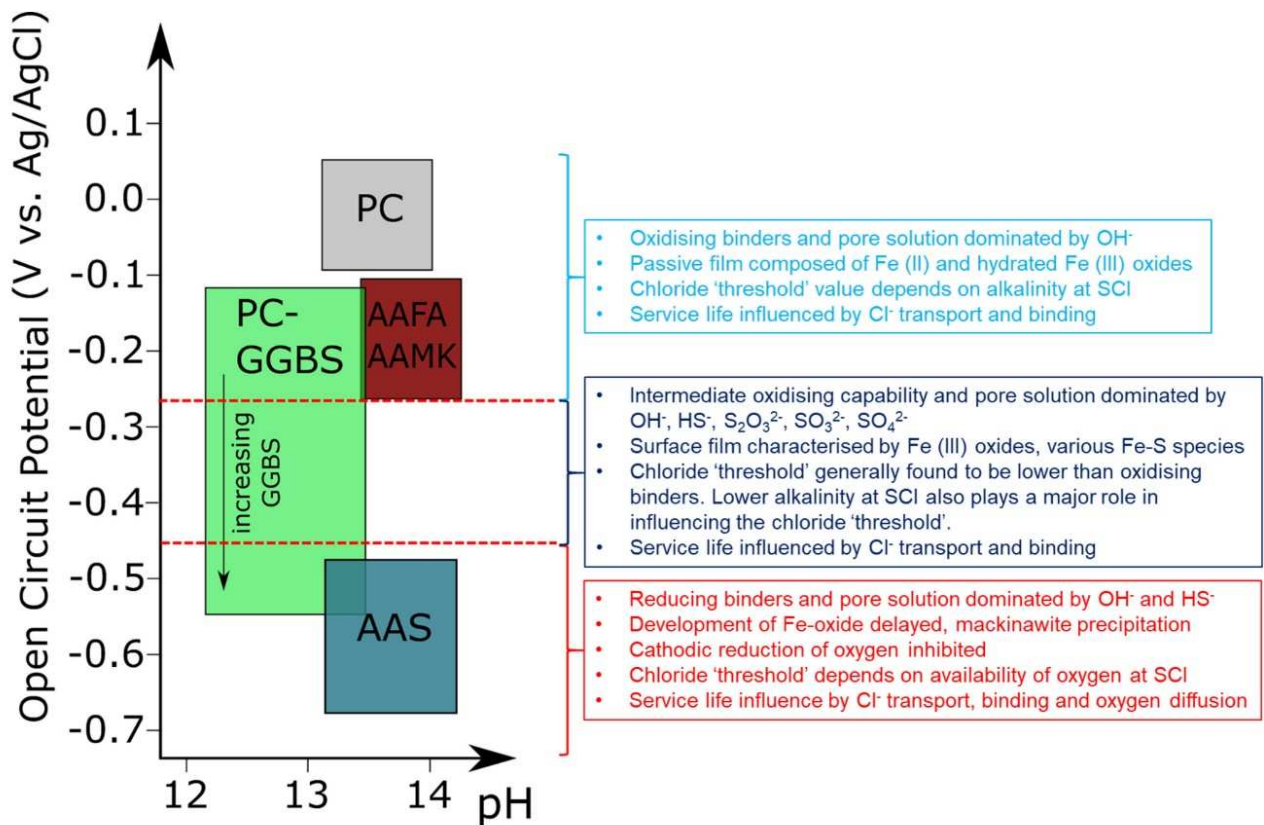 Open Circuit Potential (V vs. Ag/AgCl)
0.1
0.0
-0.1
-0.2
-0.3
-0.4
-0.5
-0.6
-0.7
12
13
14
pH
PC
PC-
GGBS
AAFA
AAMK
increasing
GGBS
AAS
• Oxidising binders and pore solution dominated by OH⁻
• Passive film composed of Fe (II) and hydrated Fe (III) oxides
• Chloride ‘threshold’ value depends on alkalinity at SCI
• Service life influenced by Cl⁻ transport and binding
• Intermediate oxidising capability and pore solution dominated by
OH⁻, HS⁻, S₂O₃²⁻, SO₃²⁻, SO₄²⁻
• Surface film characterised by Fe (III) oxides, various Fe-S species
• Chloride ‘threshold’ generally found to be lower than oxidising
binders. Lower alkalinity at SCI also plays a major role in
influencing the chloride ‘threshold’.
• Service life influenced by Cl⁻ transport and binding
• Reducing binders and pore solution dominated by OH⁻ and HS⁻
• Development of Fe-oxide delayed, mackinawite precipitation
• Cathodic reduction of oxygen inhibited
• Chloride ‘threshold’ depends on availability of oxygen at SCI
• Service life influence by Cl⁻ transport, binding and oxygen diffusion